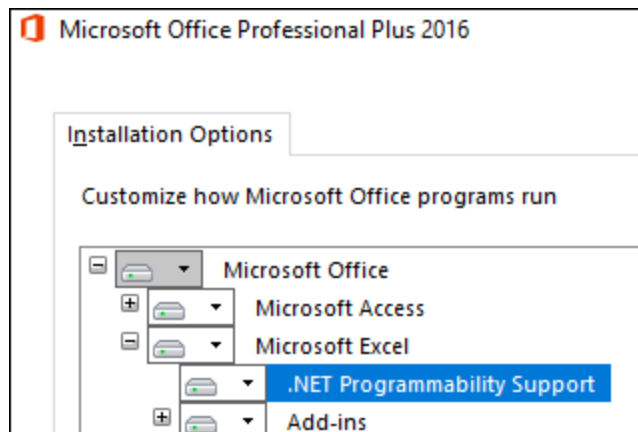 Microsoft Office Professional Plus 2016
Installation Options
Customize how Microsoft Office programs run
Microsoft Office
Microsoft Access
Microsoft Excel
.NET Programmability Support
Add-ins